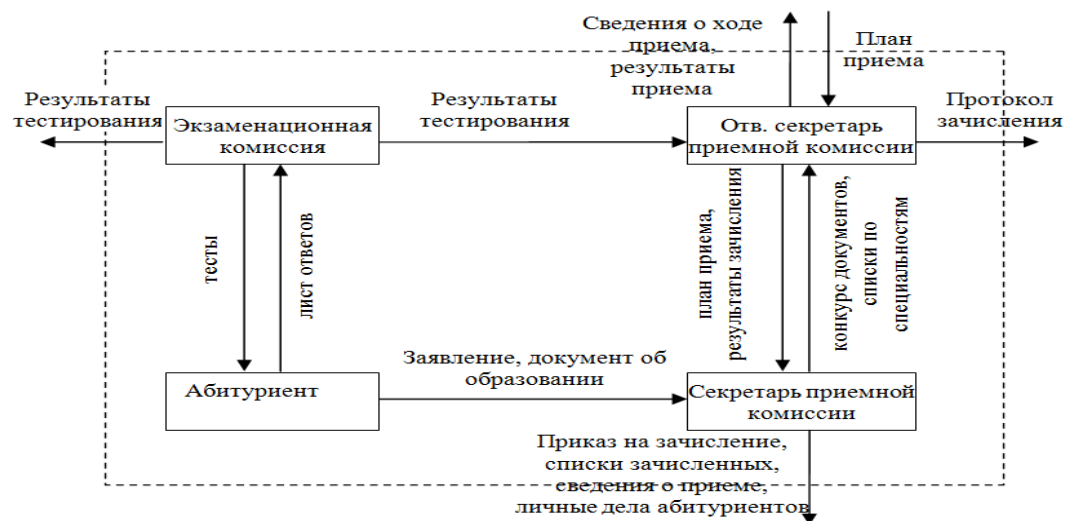 Сведения о ходе
приема,
результаты
приема
План
приема
Результаты
тестирования
Экзаменационная
комиссия
Результаты
тестирования
Отв. секретарь
приемной комиссии
Протокол
зачисления
тесты
лист ответов
план приема,
результаты зачисления
конкурс документов,
списки по
специальностям
Абитуриент
Заявление, документ об
образовании
Секретарь приемной
комиссии
Приказ на зачисление,
списки зачисленных,
сведения о приеме,
личные дела абитуриентов